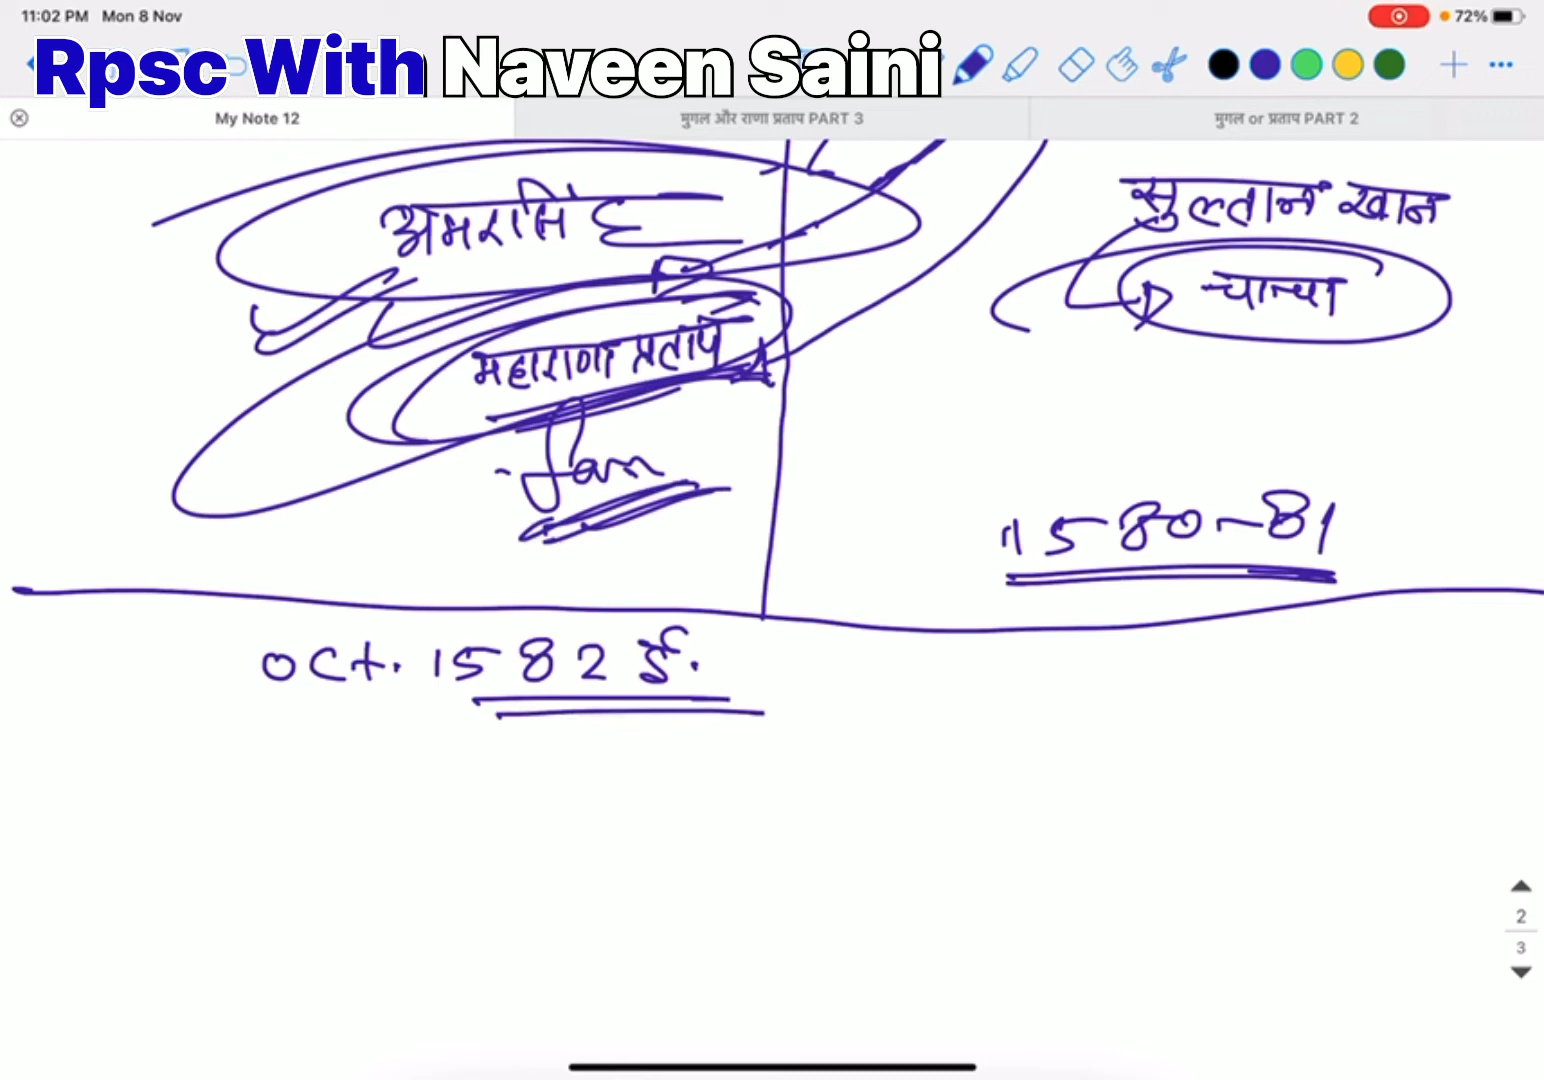 11:02 PM Mon 8 Nov
72%
Rpsc With Naveen Saini
My Note 12
मुगल और राणा प्रताप PART 3
मुगल or प्रताप PART 2
अमरसिंह
सुल्तान खान
चाचा
महाराणा प्रताप
1580-81
Oct. 1582 ई.
2
3